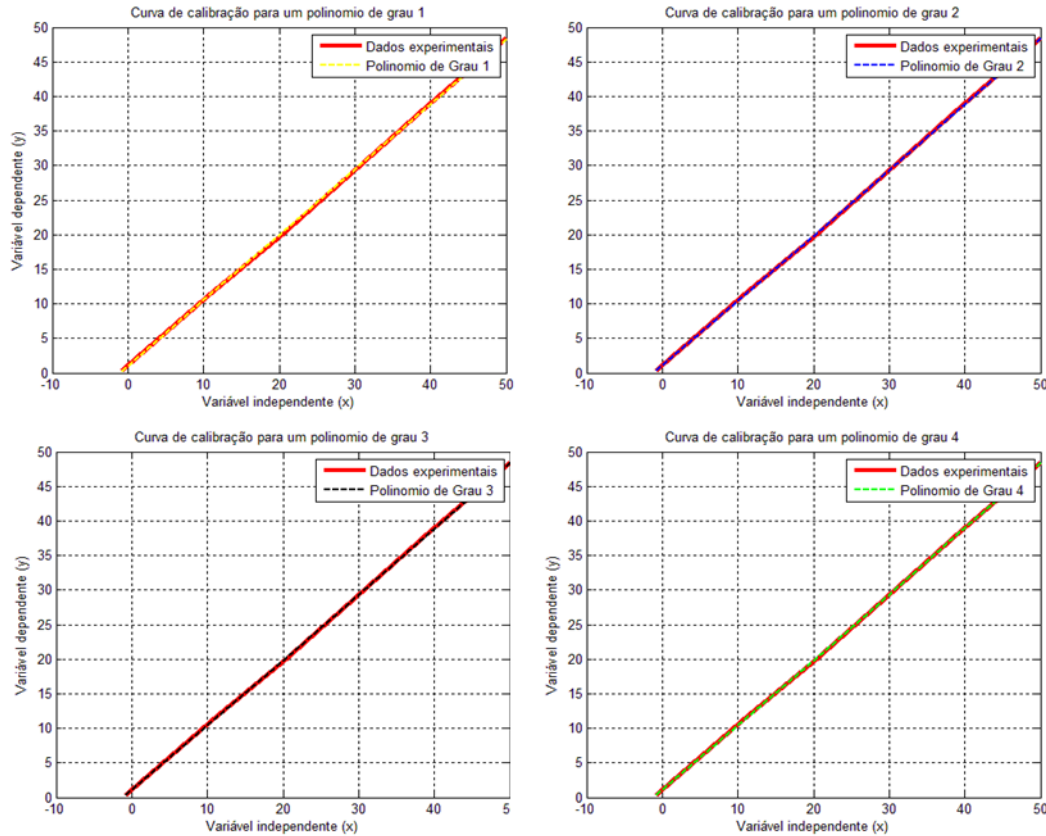 Curva de calibração para um polinomio de grau 1
50
45
40
35
30
25
20
15
10
5
0
Variável dependente (y)
Dados experimentais
Polinomio de Grau 1
-10 0 10 20 30 40 50
Variável independente (x)
Curva de calibração para um polinomio de grau 2
50
45
40
35
30
25
20
15
10
5
0
Variável dependente (y)
Dados experimentais
Polinomio de Grau 2
-10 0 10 20 30 40 50
Variável independente (x)
Curva de calibração para um polinomio de grau 3
50
45
40
35
30
25
20
15
10
5
0
Variável dependente (y)
Dados experimentais
Polinomio de Grau 3
-10 0 10 20 30 40 5
Variável independente (x)
Curva de calibração para um polinomio de grau 4
50
45
40
35
30
25
20
15
10
5
0
Variável dependente (y)
Dados experimentais
Polinomio de Grau 4
-10 0 10 20 30 40 50
Variável independente (x)